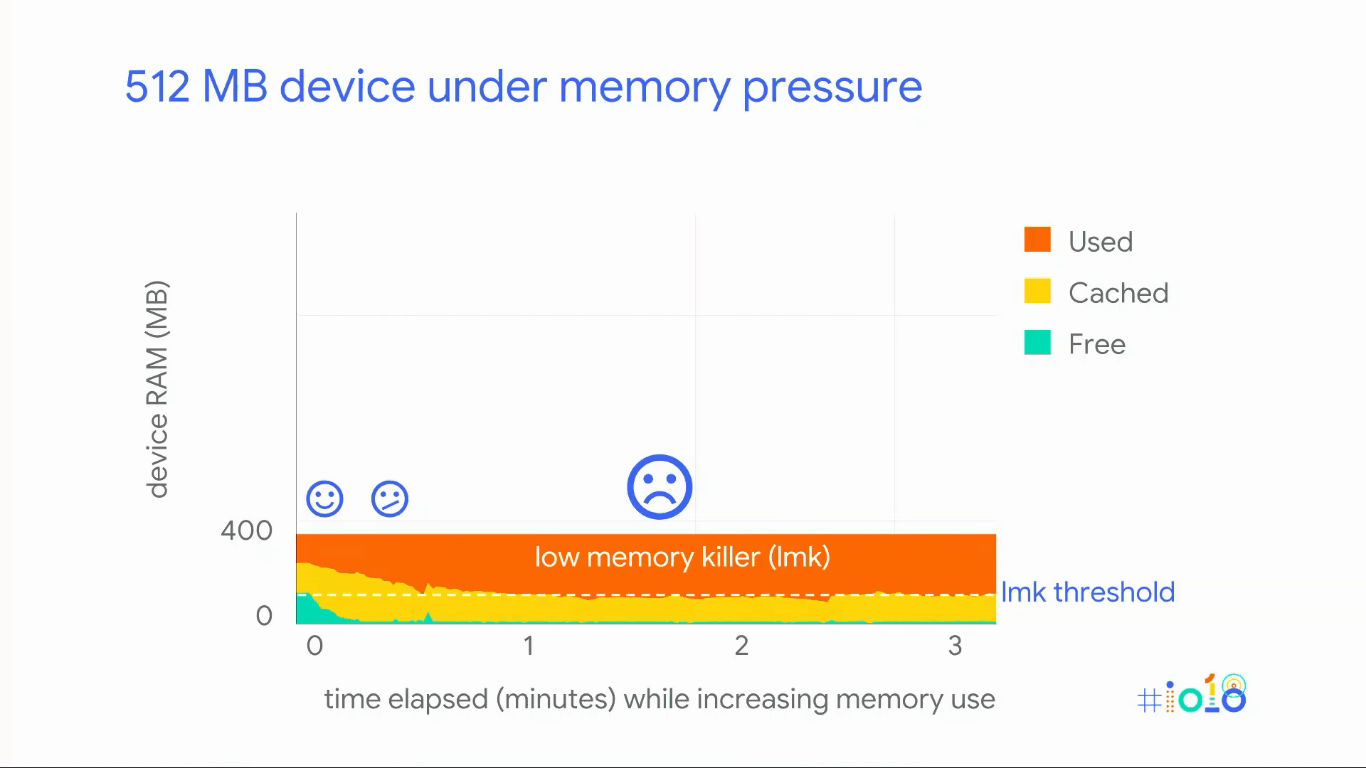 512 MB device under memory pressure
device RAM (MB)
Used
Cached
Free
400
low memory killer (lmk)
lmk threshold
0
0 1 2 3
time elapsed (minutes) while increasing memory use
#io18